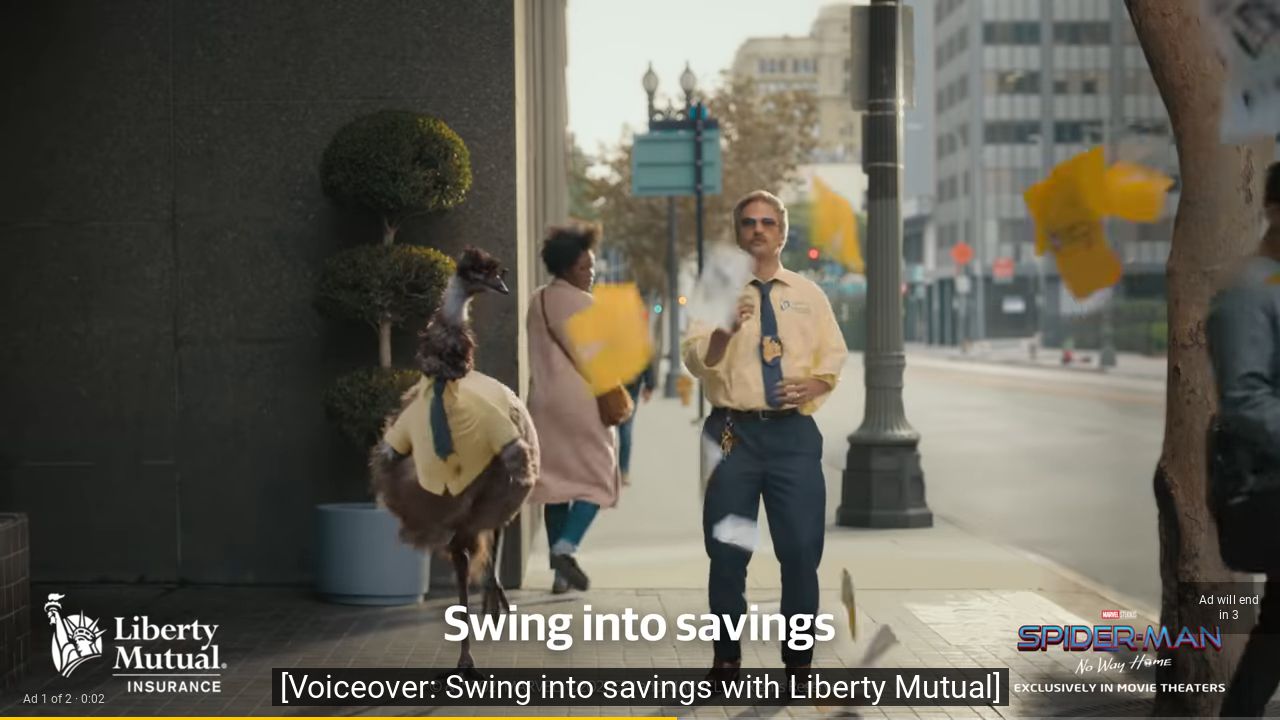 Swing into savings
Liberty
Mutual®
INSURANCE
Ad will end
in 3
MARVEL STUDIOS
SPIDER-MAN
No Way Home
EXCLUSIVELY IN MOVIE THEATERS
[Voiceover: Swing into savings with Liberty Mutual]
Ad 1 of 2 · 0:02